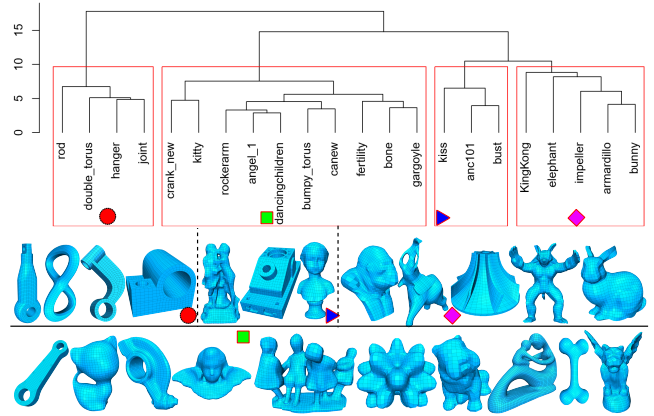 15
10
5
0
rod
double_torus
hanger
joint
crank_new
kitty
rockerarm
angel_1
dancingchildren
bumpy_torus
canew
fertility
bone
gargoyle
kiss
anc101
bust
KingKong
elephant
impeller
armardillo
bunny